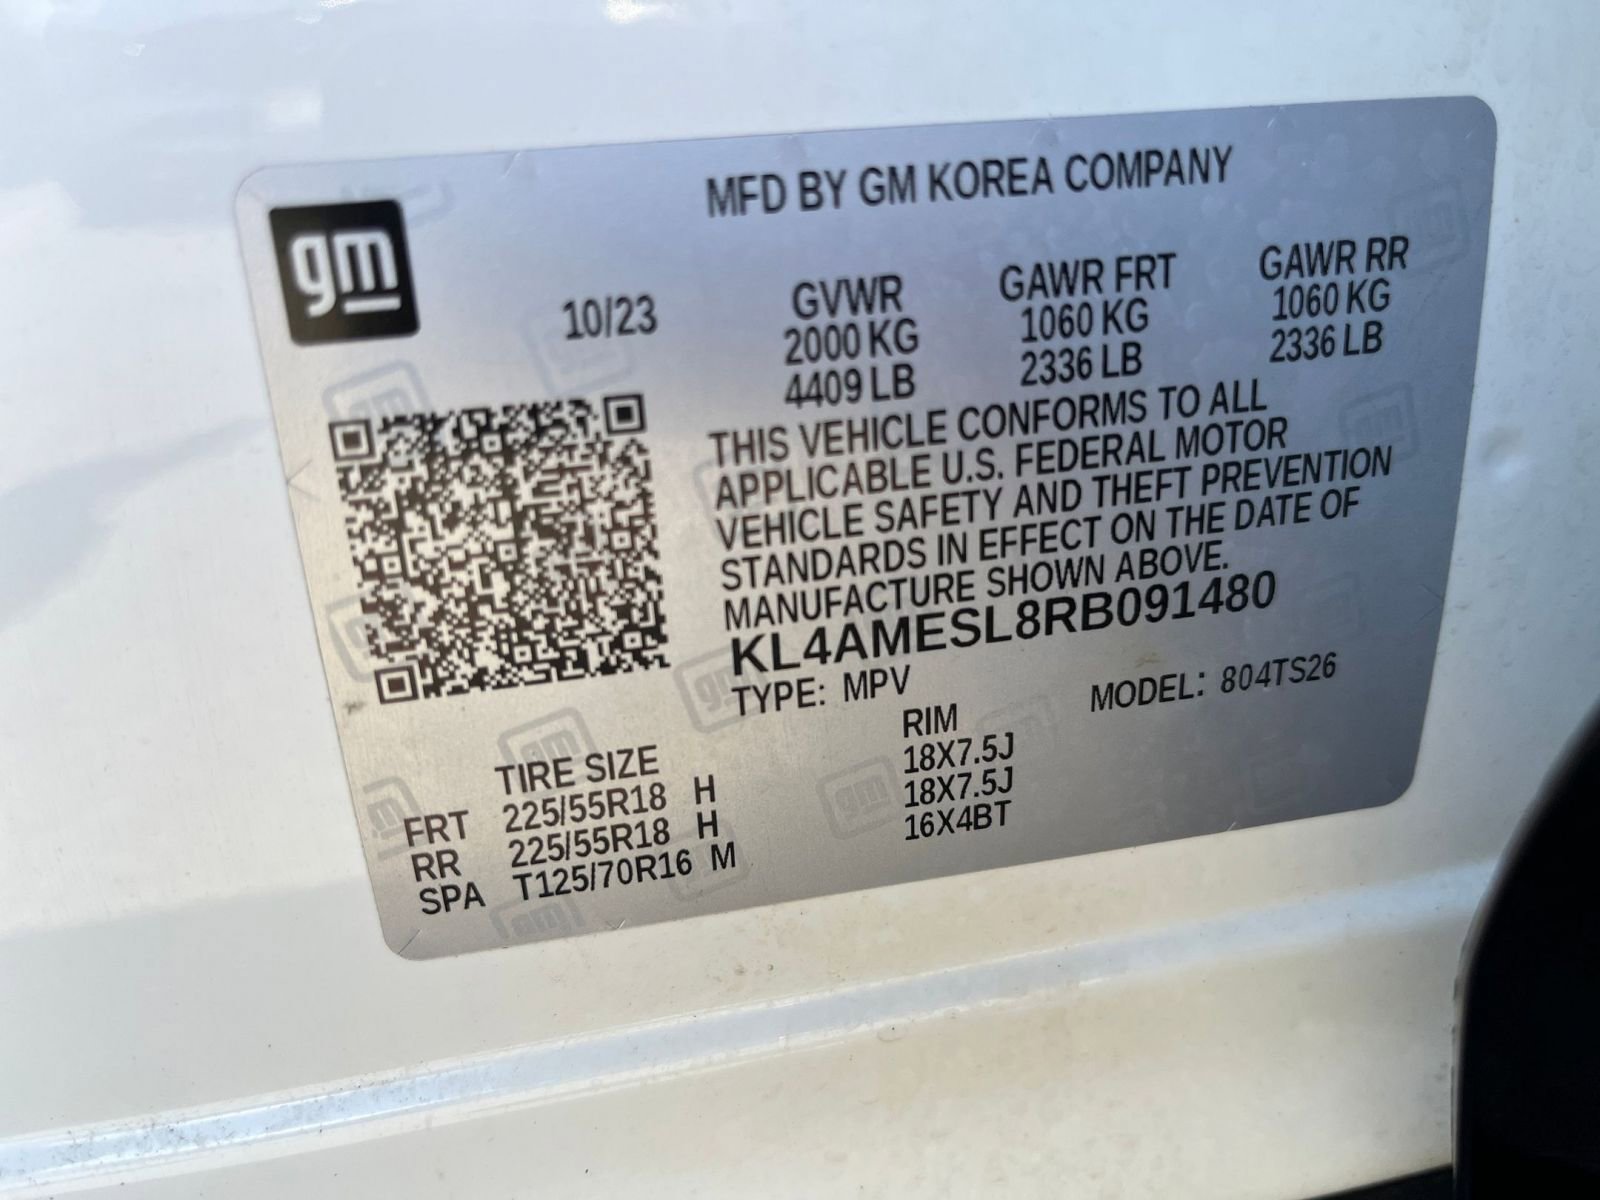 gm
MFD BY GM KOREA COMPANY
10/23
GVWR GAWR FRT GAWR RR
2000 KG 1060 KG 1060 KG
4409 LB 2336 LB 2336 LB
THIS VEHICLE CONFORMS TO ALL
APPLICABLE U.S. FEDERAL MOTOR
VEHICLE SAFETY AND THEFT PREVENTION
STANDARDS IN EFFECT ON THE DATE OF
MANUFACTURE SHOWN ABOVE.
KL4AMESL8RB091480
TYPE: MPV MODEL: 804TS26
TIRE SIZE RIM
FRT 225/55R18 H 18X7.5J
RR 225/55R18 H 18X7.5J
SPA T125/70R16 M 16X4BT